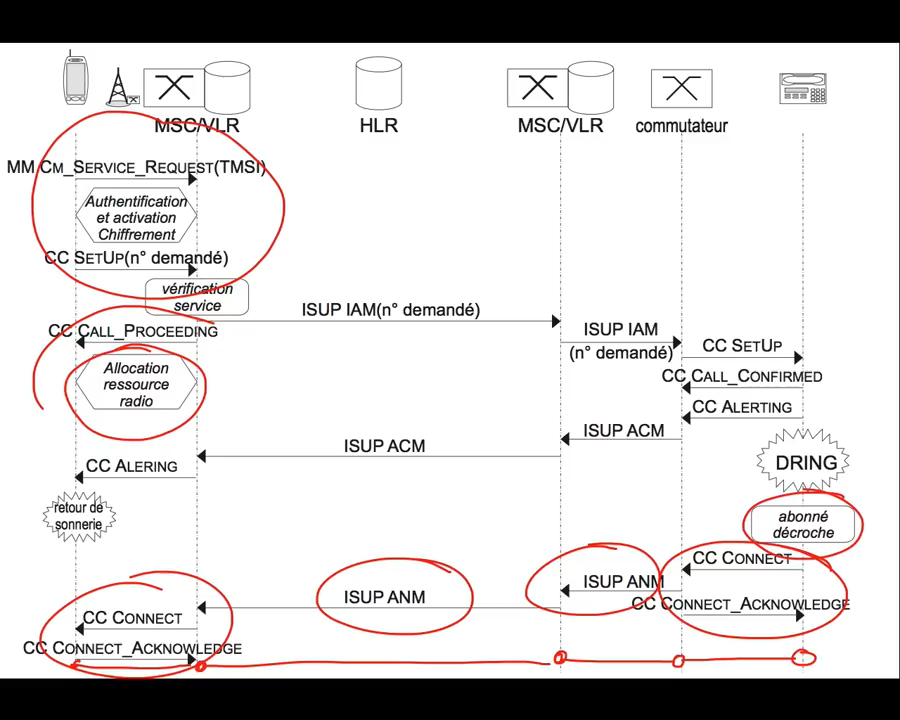 MSC/VLR
HLR
MSC/VLR
commutateur
MM CM_SERVICE_REQUEST(TMSI)
Authentification
et activation
Chiffrement
CC SETUP(n° demandé)
vérification
service
ISUP IAM(n° demandé)
CC CALL_PROCEEDING
ISUP IAM
(n° demandé)
CC SETUP
Allocation
ressource
radio
CC CALL_CONFIRMED
CC ALERTING
ISUP ACM
ISUP ACM
CC ALERING
DRING
retour de
sonnerie
abonné
décroche
CC CONNECT
ISUP ANM
ISUP ANM
CC CONNECT_ACKNOWLEDGE
CC CONNECT
CC CONNECT_ACKNOWLEDGE